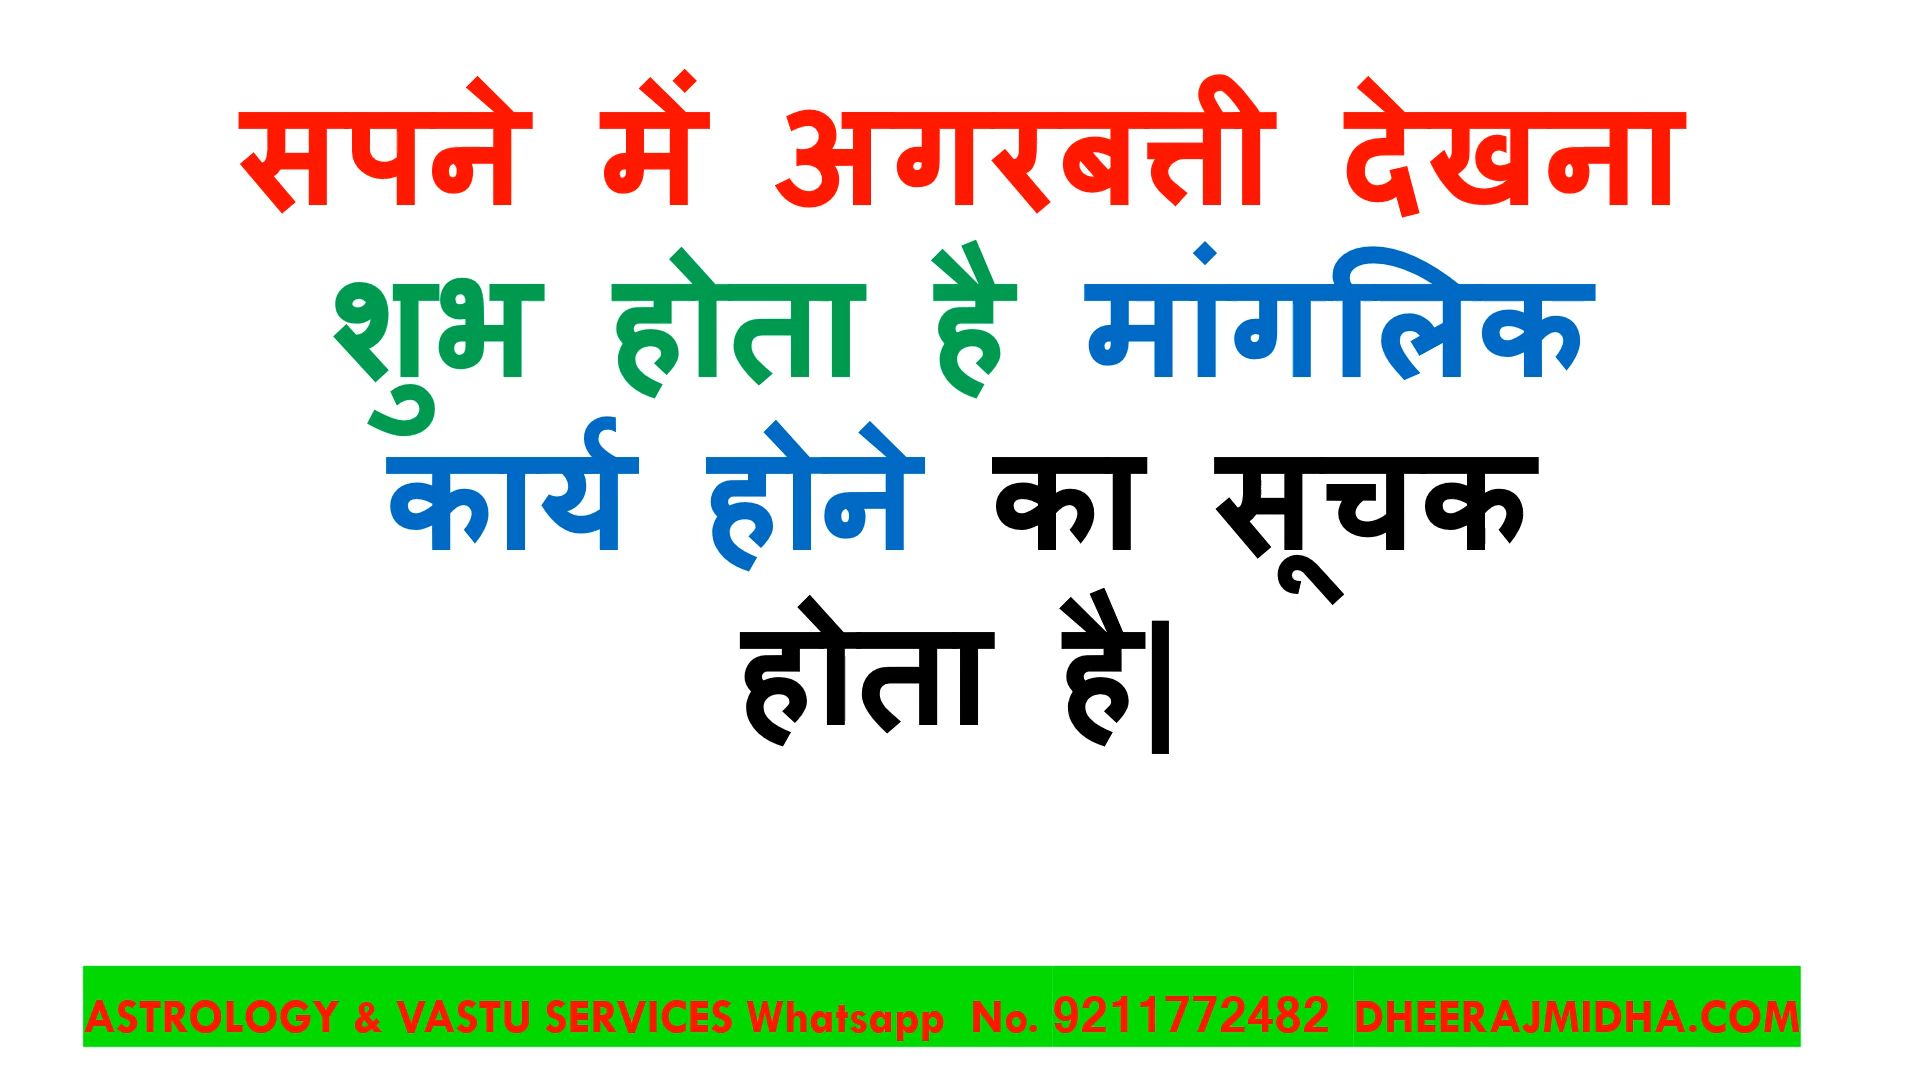 सपने में अगरबत्ती देखना
शुभ होता है मांगलिक
कार्य होने का सूचक
होता है|
ASTROLOGY & VASTU SERVICES Whatsapp No. 9211772482 DHEERAJMIDHA.COM